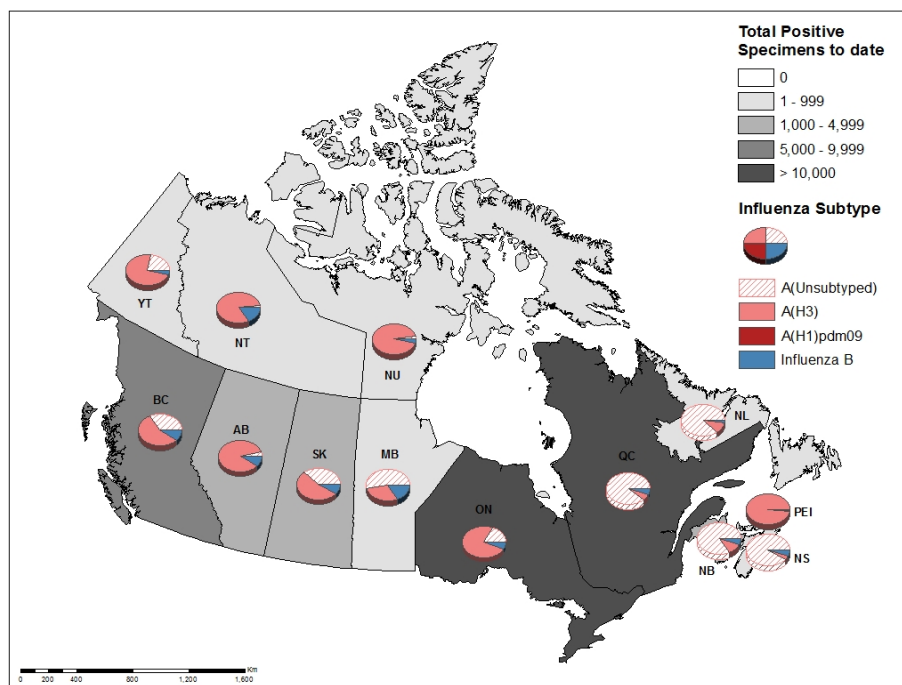 Total Positive
Specimens to date
0
1 - 999
1,000 - 4,999
5,000 - 9,999
> 10,000
Influenza Subtype
A(Unsubtyped)
A(H3)
A(H1)pdm09
Influenza B
YT
NT
NU
BC
AB
SK
MB
ON
QC
NL
PEI
NB
NS
Km
0 200 400 800 1,200 1,600